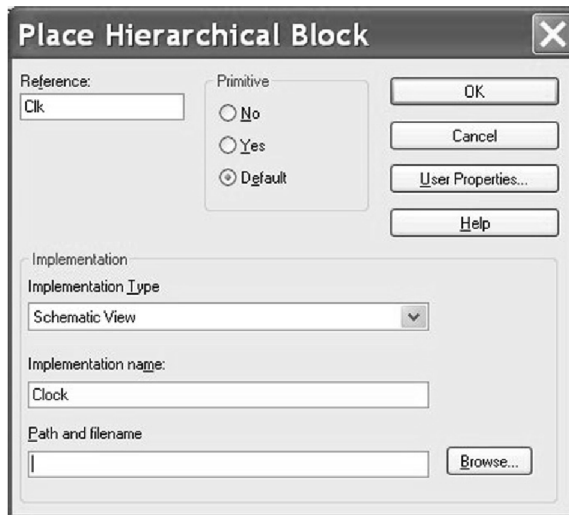 Place Hierarchical Block
Reference:
Clk
Primitive
No
Yes
Default
OK
Cancel
User Properties...
Help
Implementation
Implementation Type
Schematic View
Implementation name:
Clock
Path and filename
Browse...